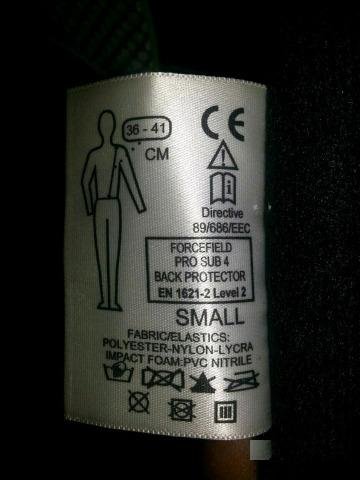 36 - 41
CM
CE
i
Directive
89/686/EEC
FORCEFIELD
PRO SUB 4
BACK PROTECTOR
EN 1621-2 Level 2
SMALL
FABRIC/ELASTICS:
POLYESTER-NYLON-LYCRA
IMPACT FOAM:PVC NITRILE